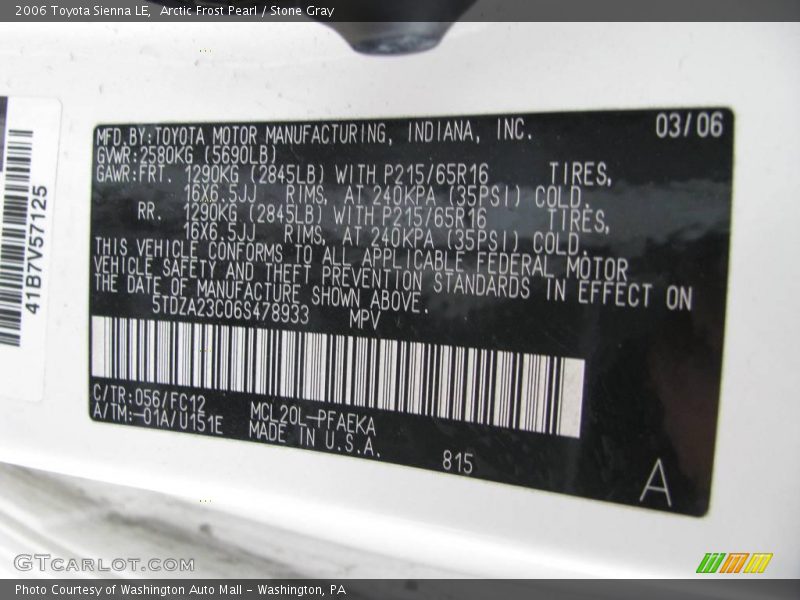 2006 Toyota Sienna LE,  Arctic Frost Pearl / Stone Gray
41B7V57125
MFD.BY:TOYOTA MOTOR MANUFACTURING, INDIANA, INC. 03/06
GVWR:2580KG (5690LB)
GAWR:FRT. 1290KG (2845LB) WITH P215/65R16 TIRES,
16X6.5JJ RIMS, AT 240KPA (35PSI) COLD.
RR. 1290KG (2845LB) WITH P215/65R16 TIRES,
16X6.5JJ RIMS, AT 240KPA (35PSI) COLD.
THIS VEHICLE CONFORMS TO ALL APPLICABLE FEDERAL MOTOR
VEHICLE SAFETY AND THEFT PREVENTION STANDARDS IN EFFECT ON
THE DATE OF MANUFACTURE SHOWN ABOVE.
5TDZA23C06S478933 MPV
C/TR:056/FC12 MCL20L-PFAEKA
A/TM:-01A/U151E MADE IN U.S.A.
815
A
GTCARLOT.COM
Photo Courtesy of Washington Auto Mall - Washington, PA